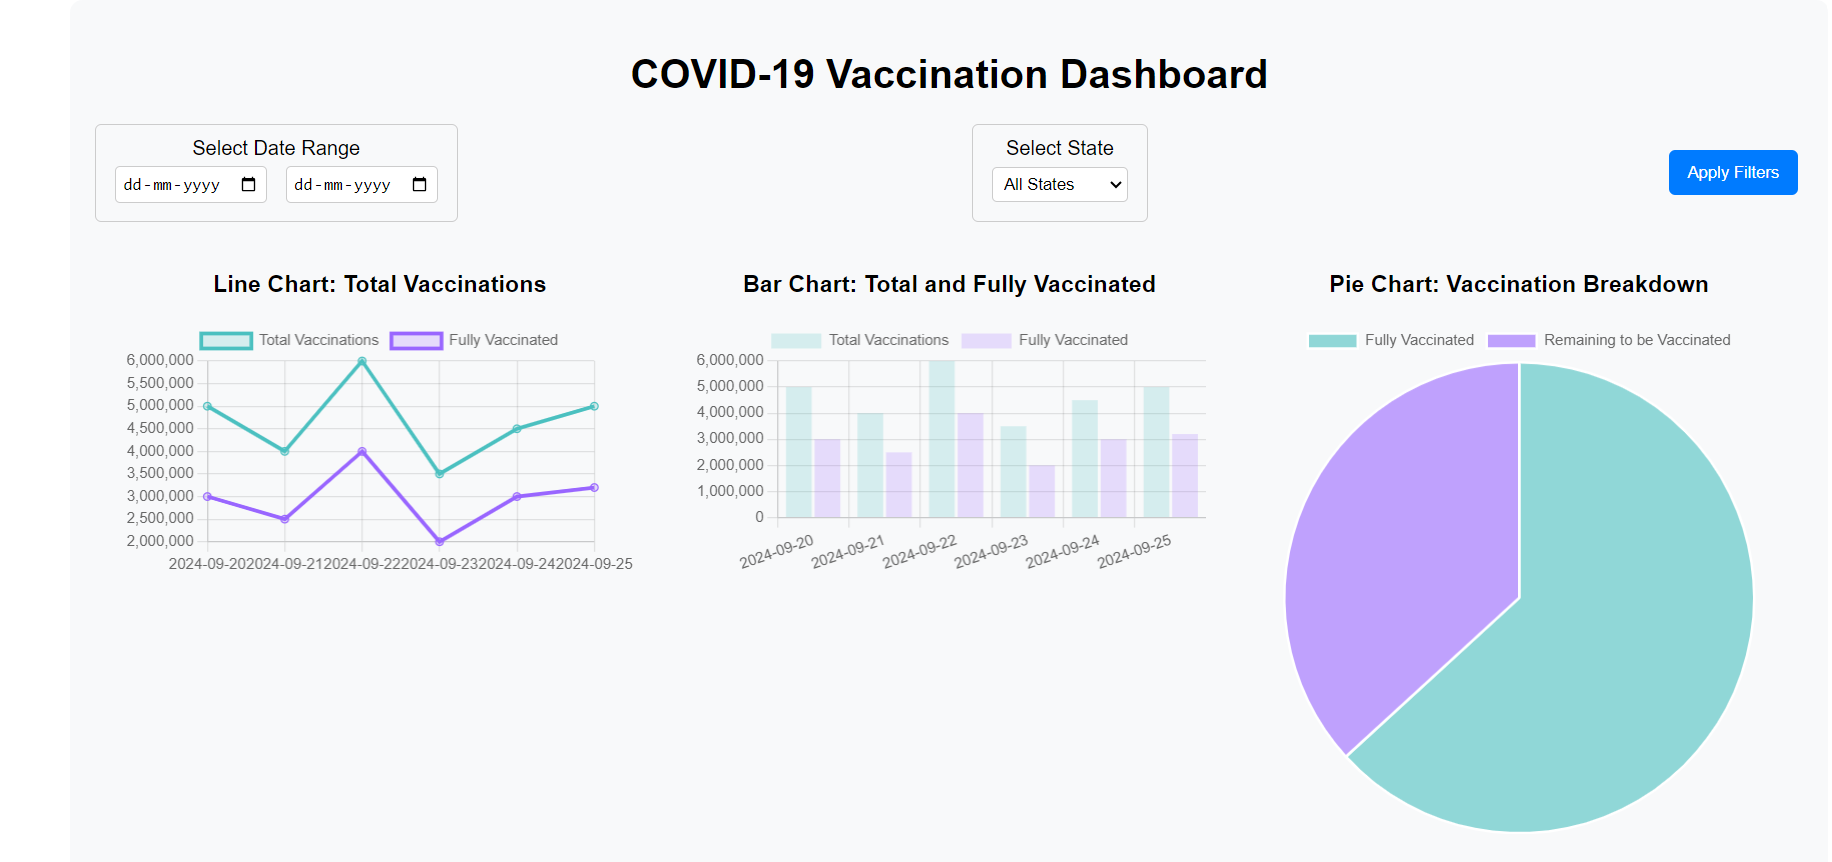 COVID-19 Vaccination Dashboard
Select Date Range
dd-mm-yyyy dd-mm-yyyy
Select State
All States
Apply Filters
Line Chart: Total Vaccinations
Total Vaccinations Fully Vaccinated
6,000,000
5,500,000
5,000,000
4,500,000
4,000,000
3,500,000
3,000,000
2,500,000
2,000,000
2024-09-20 2024-09-21 2024-09-22 2024-09-23 2024-09-24 2024-09-25
Bar Chart: Total and Fully Vaccinated
Total Vaccinations Fully Vaccinated
6,000,000
5,000,000
4,000,000
3,000,000
2,000,000
1,000,000
0
2024-09-20 2024-09-21 2024-09-22 2024-09-23 2024-09-24 2024-09-25
Pie Chart: Vaccination Breakdown
Fully Vaccinated Remaining to be Vaccinated